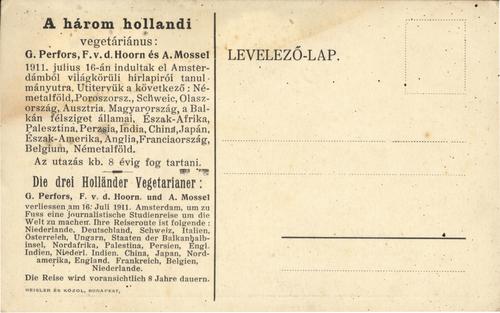 A három hollandi
vegetáriánus :
G. Perfors, F. v. d. Hoorn és A. Mossel
1911. julius 16-án indultak el Amster-
dámból világkörüli hirlapirói tanul-
mányutra. Utitervük a következő : Né-
metalföld, Poroszorsz., Schweic, Olasz-
ország, Ausztria. Magyarország, a Bal-
kán félsziget államai, Észak-Afrika,
Palesztina, Perzsia, India, China, Japán,
Észak-Amerika, Anglia, Franciaország,
Belgium, Németalföld.
Az utazás kb. 8 évig fog tartani.
Die drei Holländer Vegetarianer :
G. Perfors, F. v. d. Hoorn. und A. Mossel
verliessen am 16. Juli 1911. Amsterdam, um zu
Fuss eine journalistische Studienreise um die
Welt zu machen. Ihre Reiseroute ist folgende :
Niederlande, Deutschland, Schweiz, Italien,
Österreich, Ungarn, Staaten der Balkanhalb-
insel, Nordafrika, Palestina, Persien, Engl.
Indien, Niederl. Indien. China, Japan, Nord-
amerika, England. Frankreich, Belgien,
Niederlande.
Die Reise wird voransichtlich 8 Jahre dauern.
HEISLER ÉS KÖZOL, BUDAPEST,
LEVELEZŐ-LAP.